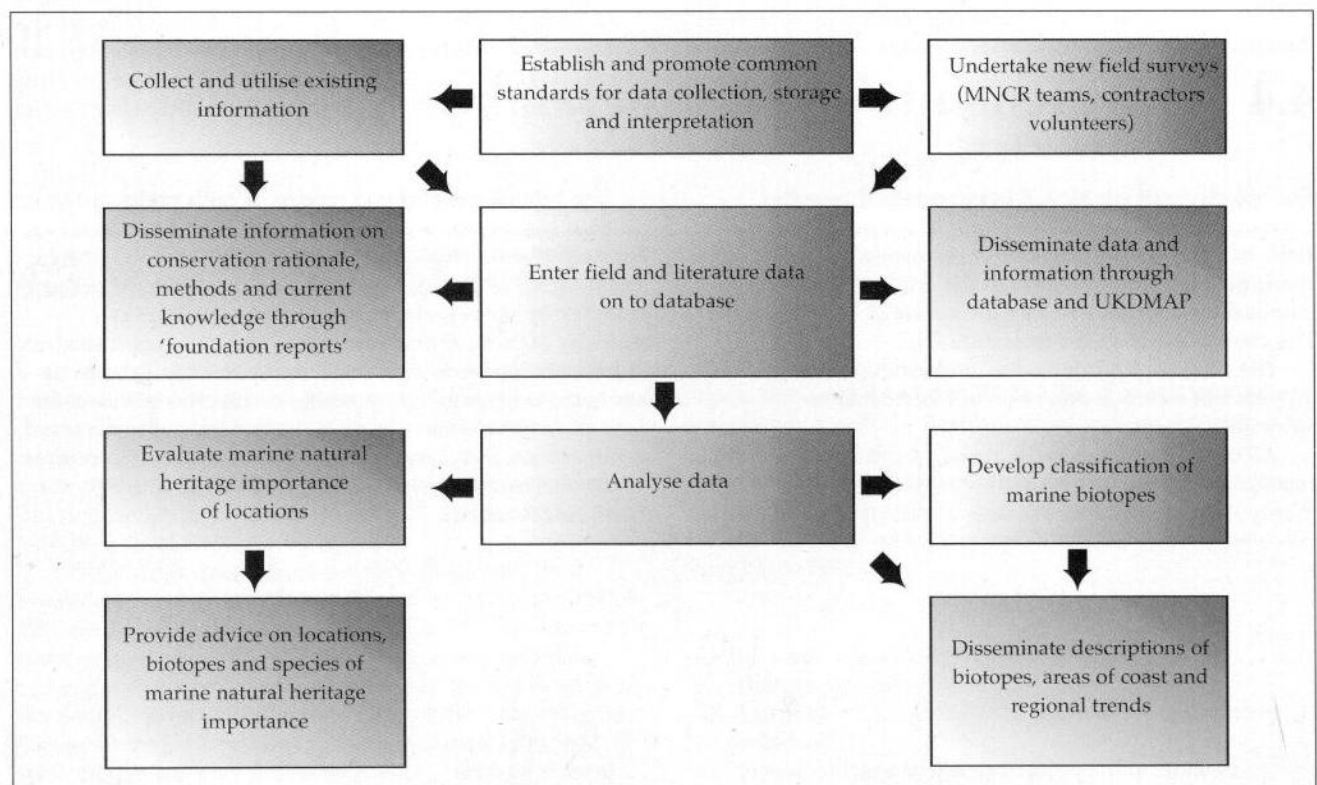 Collect and utilise existing
information
Establish and promote common
standards for data collection, storage
and interpretation
Undertake new field surveys
(MNCR teams, contractors
volunteers)
Disseminate information on
conservation rationale,
methods and current
knowledge through
'foundation reports'
Enter field and literature data
on to database
Disseminate data and
information through
database and UKDMAP
Evaluate marine natural
heritage importance
of locations
Analyse data
Develop classification of
marine biotopes
Provide advice on locations,
biotopes and species of
marine natural heritage
importance
Disseminate descriptions of
biotopes, areas of coast and
regional trends